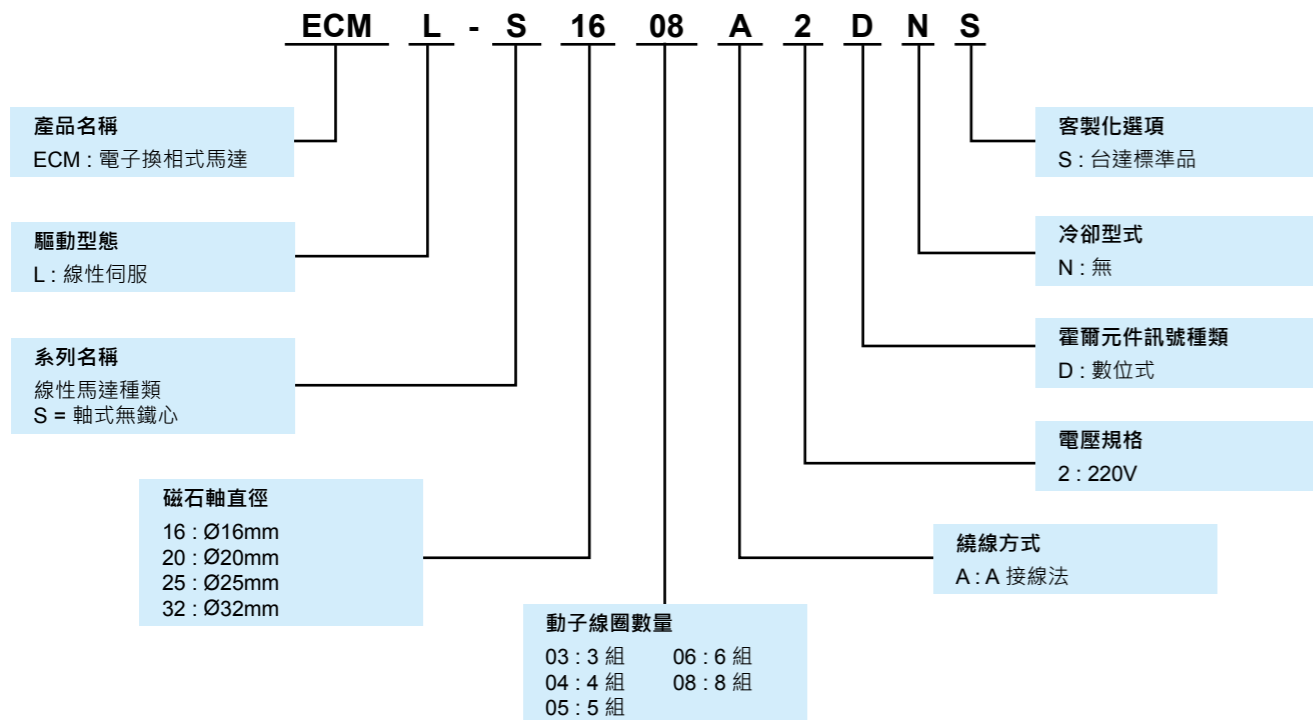 ECM L - S 16 08 A 2 D N S
產品名稱
ECM : 電子換相式馬達
驅動型態
L : 線性伺服
系列名稱
線性馬達種類
S = 軸式無鐵心
磁石軸直徑
16 : Ø16mm
20 : Ø20mm
25 : Ø25mm
32 : Ø32mm
動子線圈數量
03 : 3 組 06 : 6 組
04 : 4 組 08 : 8 組
05 : 5 組
客製化選項
S : 台達標準品
冷卻型式
N : 無
霍爾元件訊號種類
D : 數位式
電壓規格
2 : 220V
繞線方式
A : A 接線法